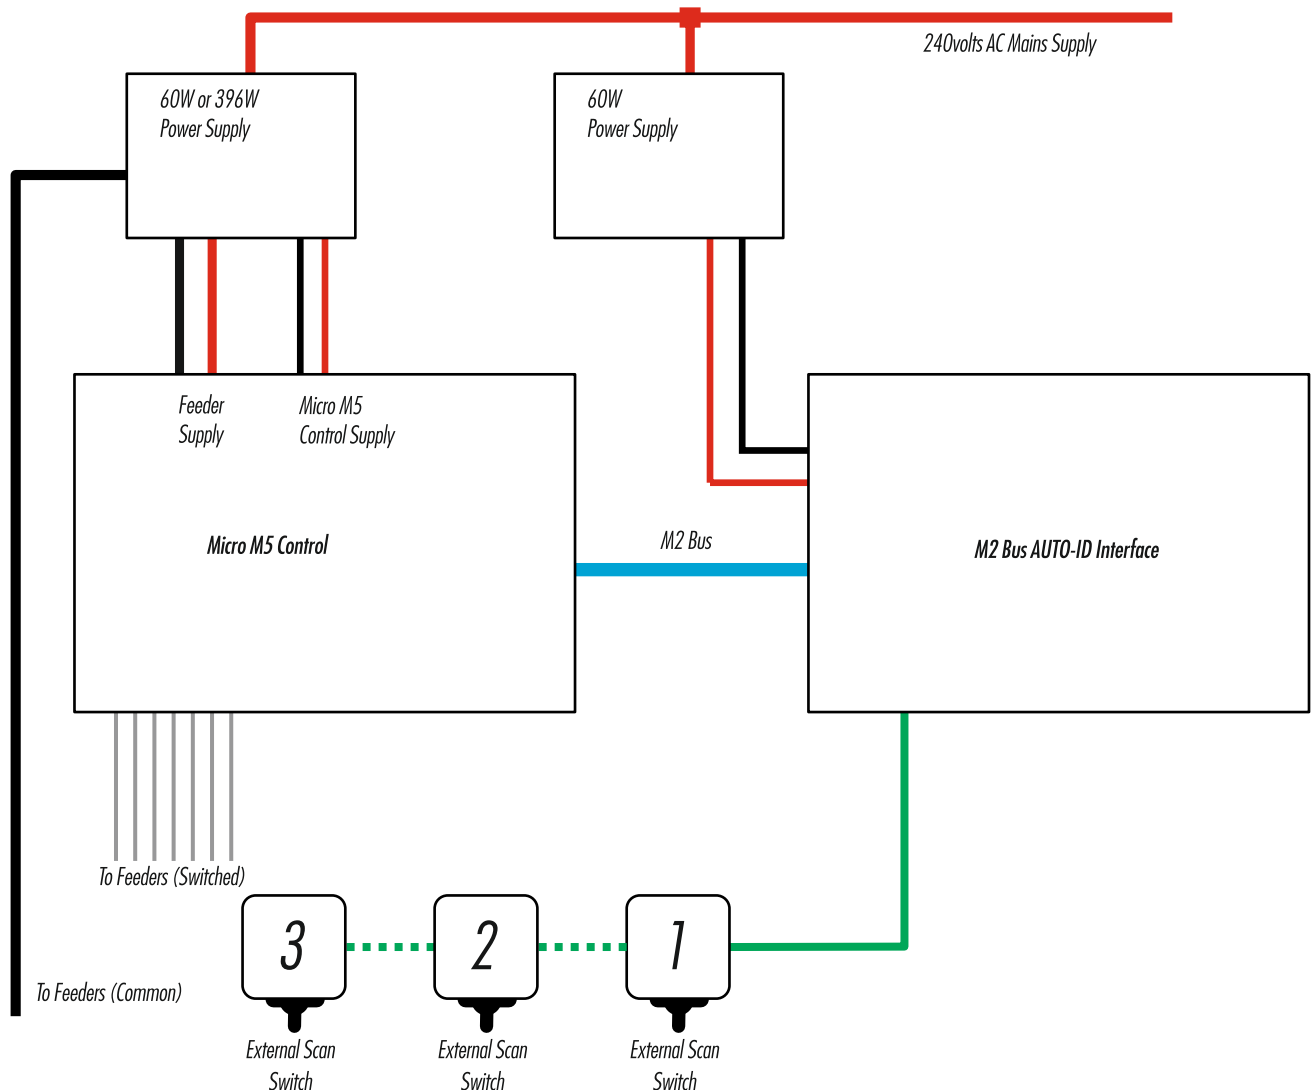 240volts AC Mains Supply
60W or 396W
Power Supply
60W
Power Supply
Feeder
Supply
Micro M5
Control Supply
Micro M5 Control
M2 Bus
M2 Bus AUTO-ID Interface
To Feeders (Switched)
3
2
1
To Feeders (Common)
External Scan
Switch
External Scan
Switch
External Scan
Switch